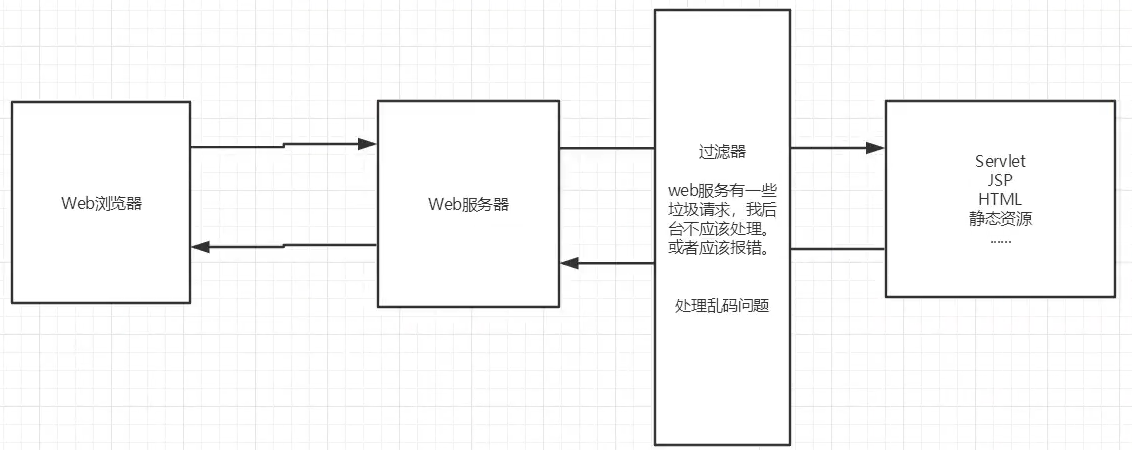 Web浏览器
Web服务器
过滤器
web服务有一些
垃圾请求，我后
台不应该处理。
或者应该报错。
处理乱码问题
Servlet
JSP
HTML
静态资源
......